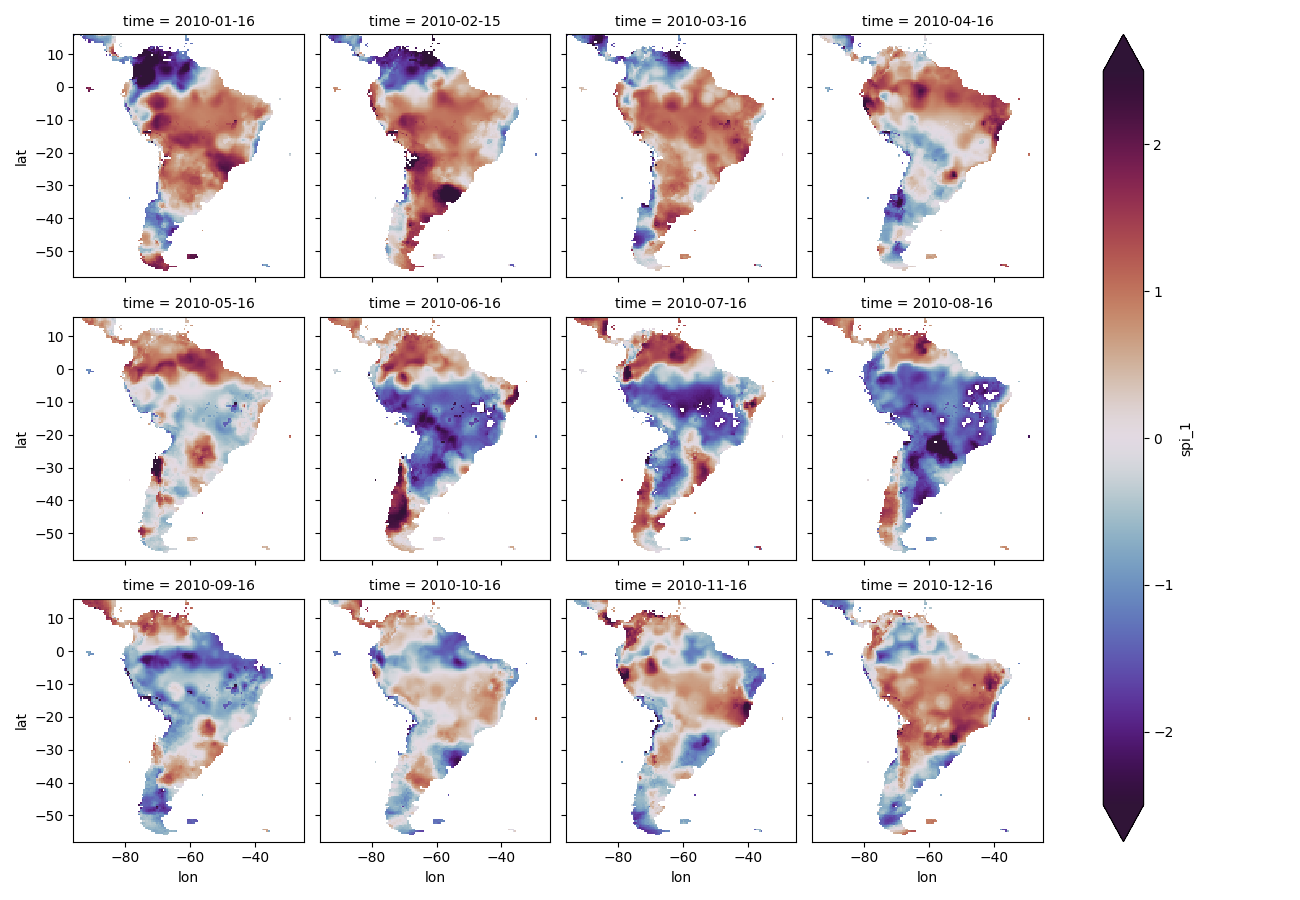 time = 2010-01-16
time = 2010-02-15
time = 2010-03-16
time = 2010-04-16
10
0
−10
−20
−30
−40
−50
lat
time = 2010-05-16
time = 2010-06-16
time = 2010-07-16
time = 2010-08-16
10
0
−10
−20
−30
−40
−50
lat
time = 2010-09-16
time = 2010-10-16
time = 2010-11-16
time = 2010-12-16
10
0
−10
−20
−30
−40
−50
lat
−80
−60
−40
lon
−80
−60
−40
lon
−80
−60
−40
lon
−80
−60
−40
lon
2
1
0
−1
−2
spi_1